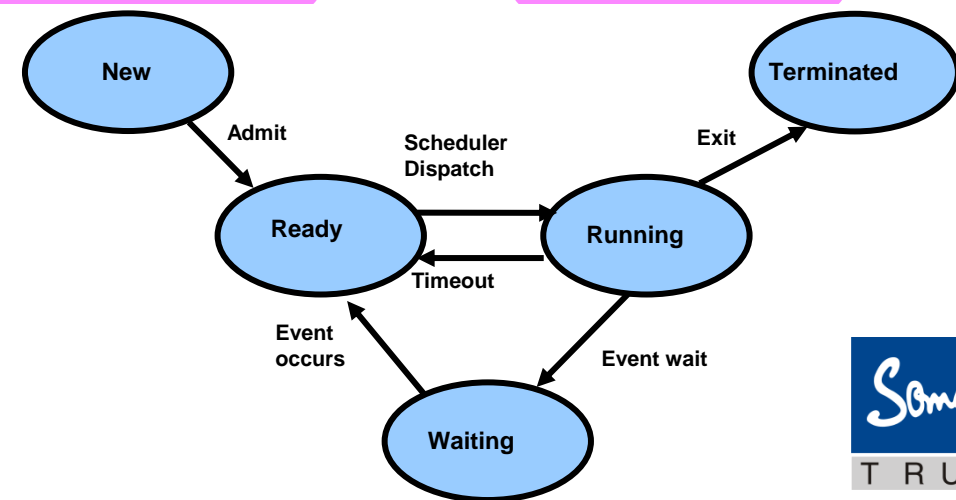 New
Terminated
Admit
Exit
Scheduler
Dispatch
Ready
Running
Timeout
Event
occurs
Event wait
Waiting